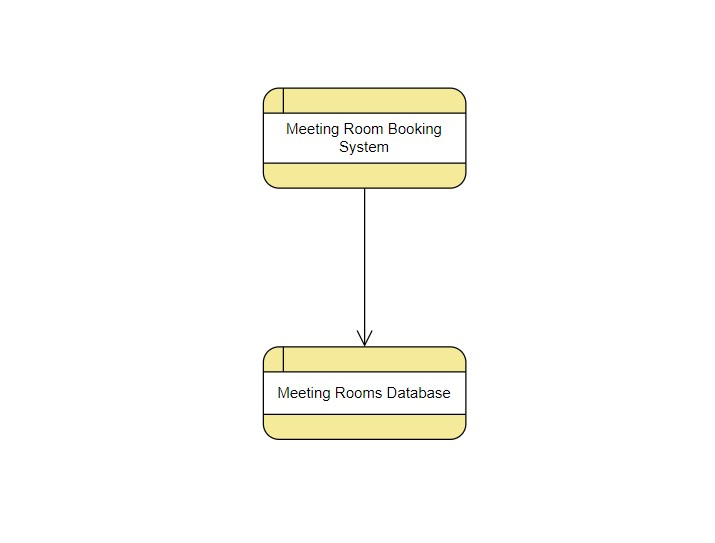 Meeting Room Booking
System
Meeting Rooms Database